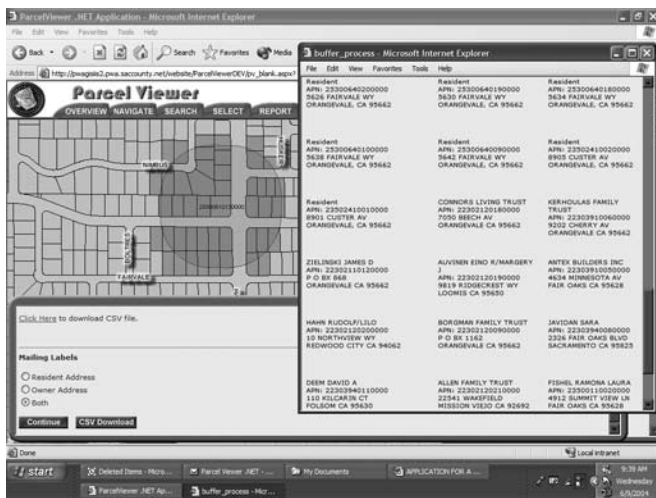 ParcelViewer .NET Application - Microsoft Internet Explorer
File Edit View Favorites Tools Help
Back
Search
Favorites
Media
Address
http://pwagisis2.pwa.saccounty.net/website/ParcelViewerDEV/pv_blank.aspx?
Parcel Viewer
OVERVIEW NAVIGATE SEARCH SELECT REPORT
NIMBUS
BOLTRES
FAIRVALE
Click Here to download CSV file.
Mailing Labels
Resident Address
Owner Address
Both
Continue
CSV Download
buffer_process - Microsoft Internet Explorer
File Edit View Favorites Tools Help
Resident
APN: 25300640200000
5626 FAIRVALE WY
ORANGEVALE, CA 95662
Resident
APN: 25300640190000
5630 FAIRVALE WY
ORANGEVALE, CA 95662
Resident
APN: 25300640180000
5634 FAIRVALE WY
ORANGEVALE, CA 95662
Resident
APN: 25300640100000
5638 FAIRVALE WY
ORANGEVALE, CA 95662
Resident
APN: 25300640090000
5642 FAIRVALE WY
ORANGEVALE, CA 95662
Resident
APN: 23502410020000
8905 CUSTER AV
ORANGEVALE, CA 95662
Resident
APN: 23502410010000
8901 CUSTER AV
ORANGEVALE, CA 95662
CONNORS LIVING TRUST
APN: 22302120180000
7050 BEECH AV
ORANGEVALE, CA 95662
KERHOULAS FAMILY
TRUST
APN: 22303910060000
9202 CHERRY AV
ORANGEVALE CA 95662
ZIELINSKI JAMES D
APN: 22302110120000
P O BX 868
ORANGEVALE CA 95662
AUVINEN EINO R/MARGERY
J
APN: 22302120190000
9819 RIDGECREST WY
LOOMIS CA 95650
ANTEX BUILDERS INC
APN: 22303910050000
4634 MINNESOTA AV
FAIR OAKS CA 95628
HAHN RUDOLF/LILO
APN: 22302120200000
10 NORTHVIEW WY
REDWOOD CITY CA 94062
BORGMAN FAMILY TRUST
APN: 22302120090000
P O BX 1162
ORANGEVALE CA 95662
JAVIDAN SARA
APN: 22303940080000
2326 FAIR OAKS BLVD
SACRAMENTO CA 95825
DEEM DAVID A
APN: 22303940110000
110 KILCARIN CT
FOLSOM CA 95630
ALLEN FAMILY TRUST
APN: 22302120210000
22541 WAKEFIELD
MISSION VIEJO CA 92692
FISHEL RAMONA LAURA
APN: 23500110020000
4912 SUMMIT VIEW LN
FAIR OAKS CA 95628
Done
Local intranet
start
Deleted Items - Micro...
Parcel Viewer .NET - ...
My Documents
APPLICATION FOR A ...
ParcelViewer .NET Ap...
buffer_process - Micr...
9:39 AM
Wednesday
6/9/2004